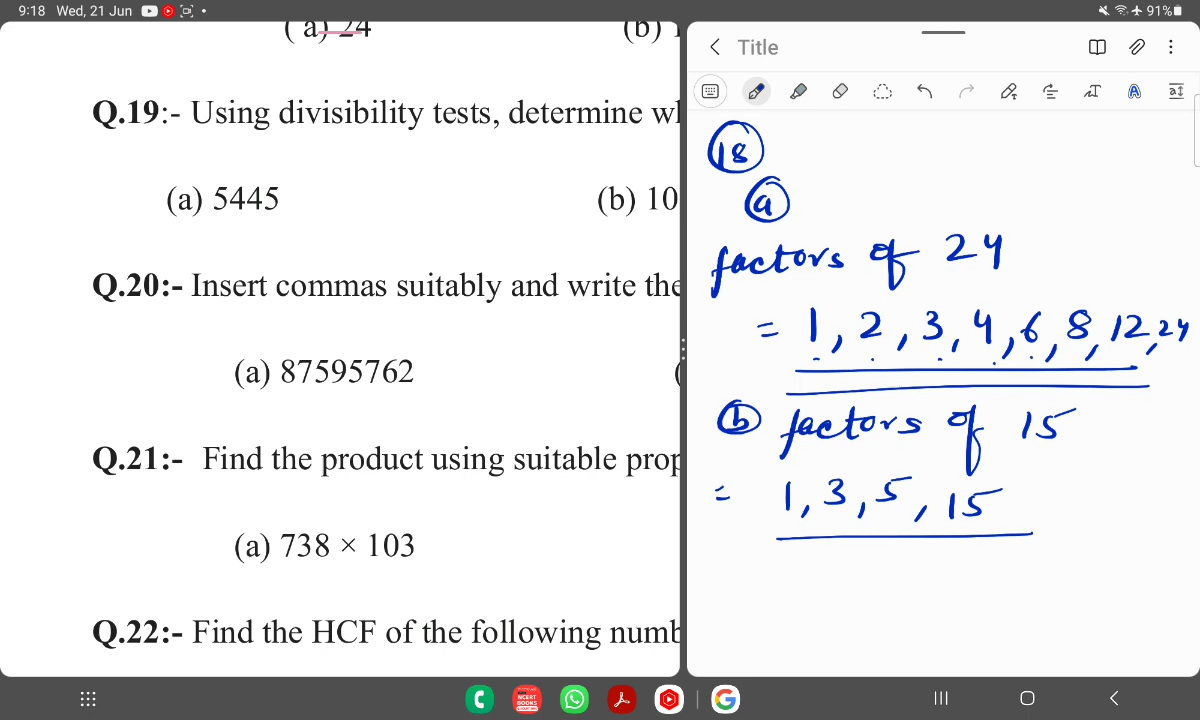 9:18 Wed, 21 Jun
91%
(a) 24
(b)
Q.19:- Using divisibility tests, determine
(a) 5445
(b) 10
Q.20:- Insert commas suitably and write the
(a) 87595762
Q.21:- Find the product using suitable prop
(a) 738 × 103
Q.22:- Find the HCF of the following numb
Title
18
a
factors of 24
= 1, 2, 3, 4, 6, 8, 12, 24
b factors of 15
= 1, 3, 5, 15